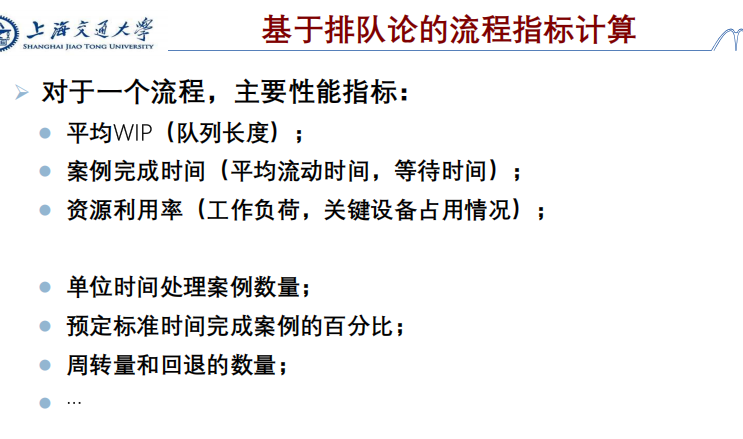 上海交通大学
SHANGHAI JIAO TONG UNIVERSITY
基于排队论的流程指标计算
对于一个流程，主要性能指标：
平均WIP（队列长度）；
案例完成时间（平均流动时间，等待时间）；
资源利用率（工作负荷，关键设备占用情况）；
单位时间处理案例数量；
预定标准时间完成案例的百分比；
周转量和回退的数量；
…